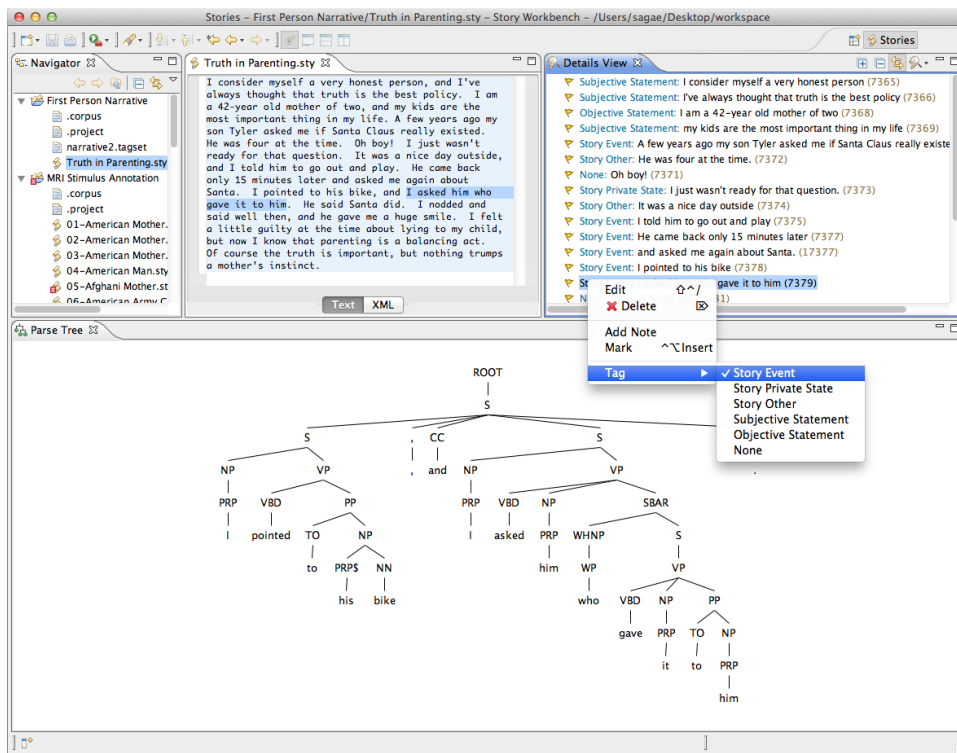 Stories - First Person Narrative/Truth in Parenting.sty - Story Workbench - /Users/sagae/Desktop/workspace
Stories
Navigator
First Person Narrative
.corpus
.project
narrative2.tagset
Truth in Parenting.sty
MRI Stimulus Annotation
.corpus
.project
01-American Mother.
02-American Mother.
03-American Mother.
04-American Man.sty
05-Afghani Mother.st
06-American Army C
Truth in Parenting.sty
I consider myself a very honest person, and I've
always thought that truth is the best policy. I am
a 42-year old mother of two, and my kids are the
most important thing in my life. A few years ago my
son Tyler asked me if Santa Claus really existed.
He was four at the time. Oh boy! I just wasn't
ready for that question. It was a nice day outside,
and I told him to go out and play. He came back
only 15 minutes later and asked me again about
Santa. I pointed to his bike, and I asked him who
gave it to him. He said Santa did. I nodded and
said well then, and he gave me a huge smile. I felt
a little guilty at the time about lying to my child,
but now I know that parenting is a balancing act.
Of course the truth is important, but nothing trumps
a mother's instinct.
Text XML
Details View
Subjective Statement: I consider myself a very honest person (7365)
Subjective Statement: I've always thought that truth is the best policy (7366)
Objective Statement: I am a 42-year old mother of two (7368)
Subjective Statement: my kids are the most important thing in my life (7369)
Story Event: A few years ago my son Tyler asked me if Santa Claus really existe
Story Other: He was four at the time. (7372)
None: Oh boy! (7371)
Story Private State: I just wasn't ready for that question. (7373)
Story Other: It was a nice day outside (7374)
Story Event: I told him to go out and play (7375)
Story Event: He came back only 15 minutes later (7377)
Story Event: and asked me again about Santa. (17377)
Story Event: I pointed to his bike (7378)
gave it to him (7379)
Edit ⇧^/
Delete ⌦
Add Note
Mark ^⌥Insert
Tag
✓ Story Event
Story Private State
Story Other
Subjective Statement
Objective Statement
None
Parse Tree
ROOT
S
S , CC S
NP VP , and NP VP .
PRP VBD PP PRP VBD NP SBAR
I pointed TO NP I asked PRP WHNP S
to PRP$ NN him WP VP
his bike who VBD NP PP
gave PRP TO NP
it to PRP
him